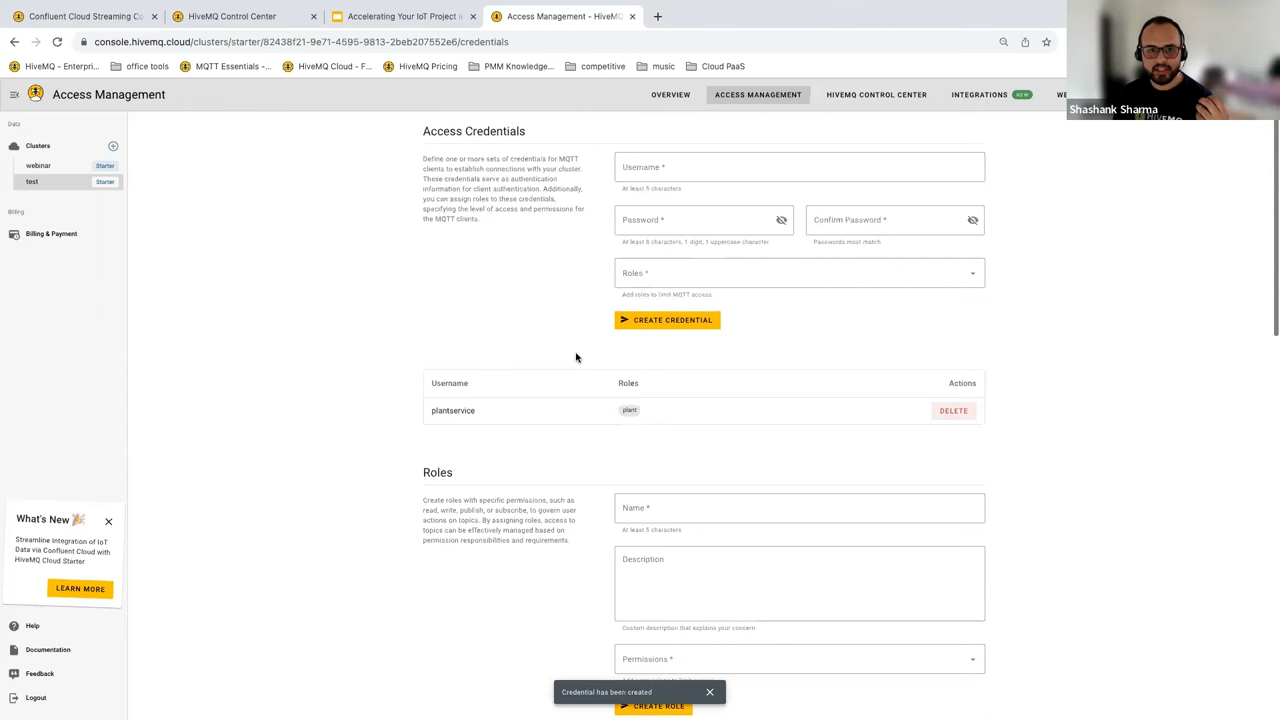 Confluent Cloud Streaming Co
HiveMQ Control Center
Accelerating Your IoT Project i
Access Management - HiveMQ
console.hivemq.cloud/clusters/starter/82438f21-9e71-4595-9813-2beb207552e6/credentials
HiveMQ - Enterpri...
office tools
MQTT Essentials -...
HiveMQ Cloud - F...
HiveMQ Pricing
PMM Knowledge...
competitive
music
Cloud PaaS
Shashank Sharma
Access Management
OVERVIEW
ACCESS MANAGEMENT
HIVEMQ CONTROL CENTER
INTEGRATIONS NEW
WE
Data
Clusters
webinar Starter
test Starter
Billing
Billing & Payment
What's New
Streamline Integration of IoT
Data via Confluent Cloud with
HiveMQ Cloud Starter
LEARN MORE
Help
Documentation
Feedback
Logout
Access Credentials
Define one or more sets of credentials for MQTT
clients to establish connections with your cluster.
These credentials serve as authentication
information for client authentication. Additionally,
you can assign roles to these credentials,
specifying the level of access and permissions for
the MQTT clients.
Username *
At least 5 characters
Password *
At least 8 characters, 1 digit, 1 uppercase character
Confirm Password *
Passwords must match
Roles *
Add roles to limit MQTT access
CREATE CREDENTIAL
Username Roles Actions
plantservice plant DELETE
Roles
Create roles with specific permissions, such as
read, write, publish, or subscribe, to govern user
actions on topics. By assigning roles, access to
topics can be effectively managed based on
permission responsibilities and requirements.
Name *
At least 5 characters
Description
Custom description that explains your concern
Permissions *
Credential has been created
CREATE ROLE